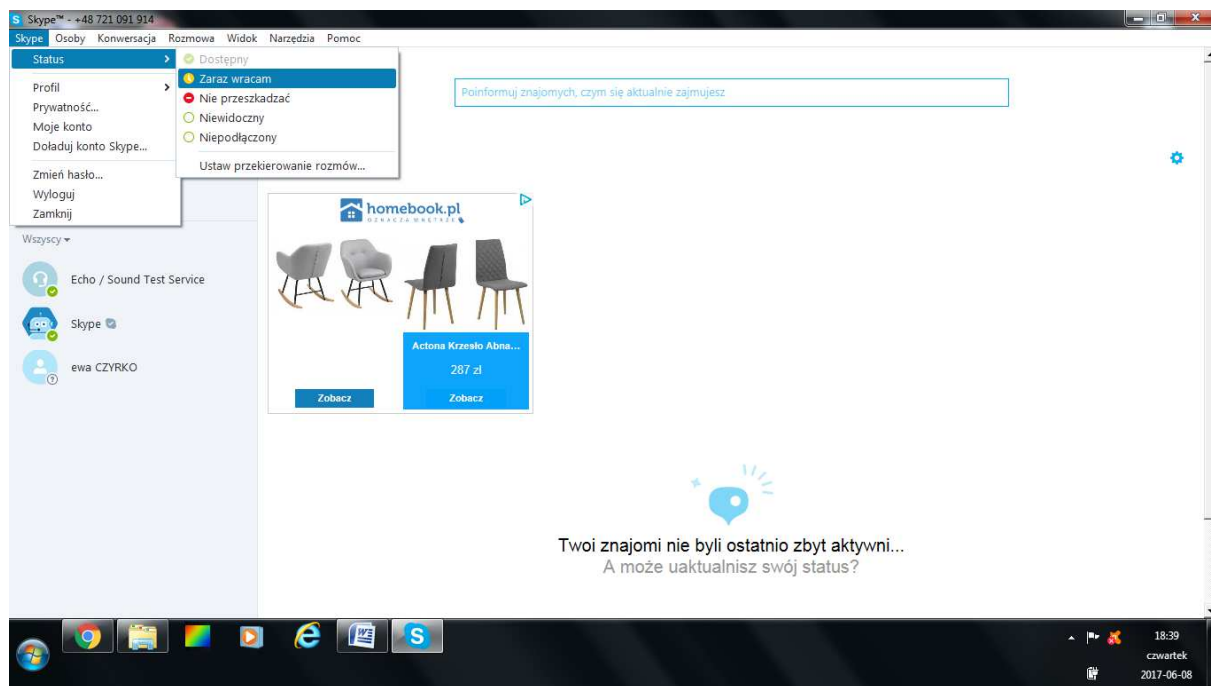 Skype™ - +48 721 091 914
Skype Osoby Konwersacja Rozmowa Widok Narzędzia Pomoc
Status
Profil
Prywatność...
Moje konto
Doładuj konto Skype...
Zmień hasło...
Wyloguj
Zamknij
Dostępny
Zaraz wracam
Nie przeszkadzać
Niewidoczny
Niepodłączony
Ustaw przekierowanie rozmów...
Poinformuj znajomych, czym się aktualnie zajmujesz
Wszyscy
Echo / Sound Test Service
Skype
ewa CZYRKO
homebook.pl
OZNACZA WNĘTRZE
Actona Krzesło Abna...
287 zł
Zobacz Zobacz
Twoi znajomi nie byli ostatnio zbyt aktywni...
A może uaktualnisz swój status?
18:39
czwartek
2017-06-08